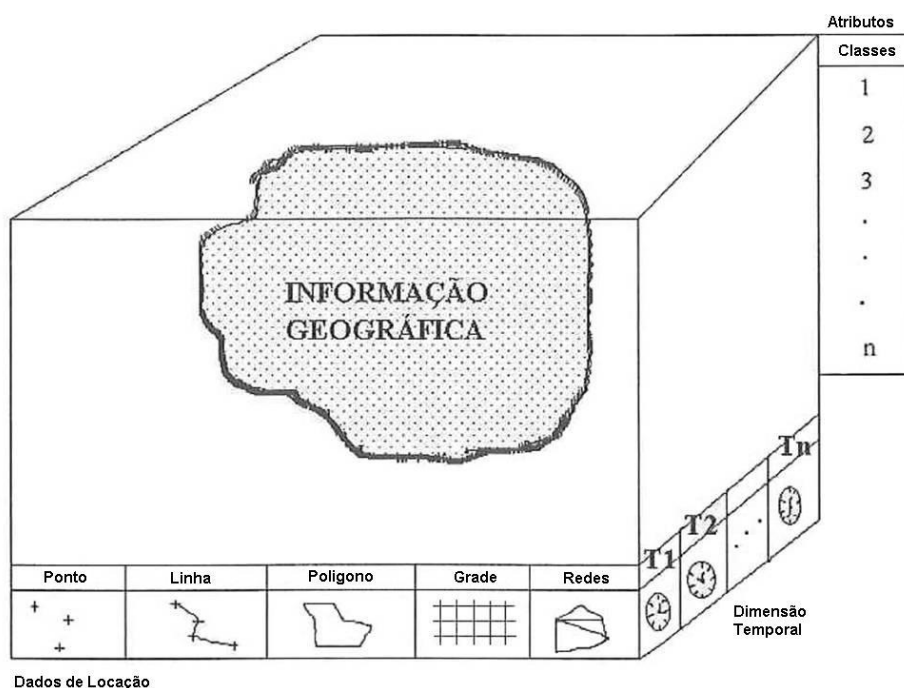 Atributos
Classes
1
2
3
.
.
.
n
INFORMAÇÃO
GEOGRÁFICA
T1 T2 ... Tn
Ponto Linha Poligono Grade Redes
Dimensão
Temporal
Dados de Locação